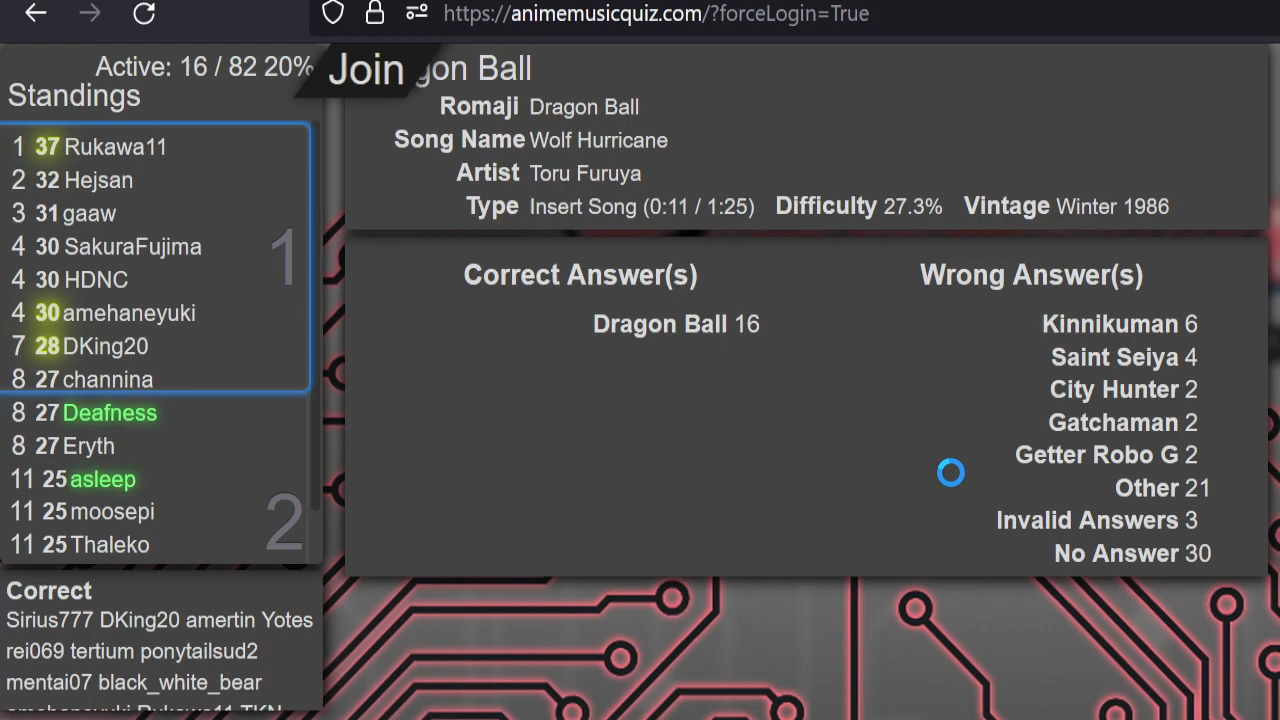 https://animemusicquiz.com/?forceLogin=True
Active: 16 / 82 20%
Join
gon Ball
Standings
Romaji Dragon Ball
Song Name Wolf Hurricane
Artist Toru Furuya
Type Insert Song (0:11 / 1:25) Difficulty 27.3% Vintage Winter 1986
1 37 Rukawa11
2 32 Hejsan
3 31 gaaw
4 30 SakuraFujima
4 30 HDNC
4 30 amehaneyuki
7 28 DKing20
8 27 channina
1
8 27 Deafness
8 27 Eryth
11 25 asleep
11 25 moosepi
11 25 Thaleko
2
Correct Answer(s)
Dragon Ball 16
Wrong Answer(s)
Kinnikuman 6
Saint Seiya 4
City Hunter 2
Gatchaman 2
Getter Robo G 2
Other 21
Invalid Answers 3
No Answer 30
Correct
Sirius777 DKing20 amertin Yotes
rei069 tertium ponytailsud2
mentai07 black_white_bear
amehaneyuki Rukawa11 TKN